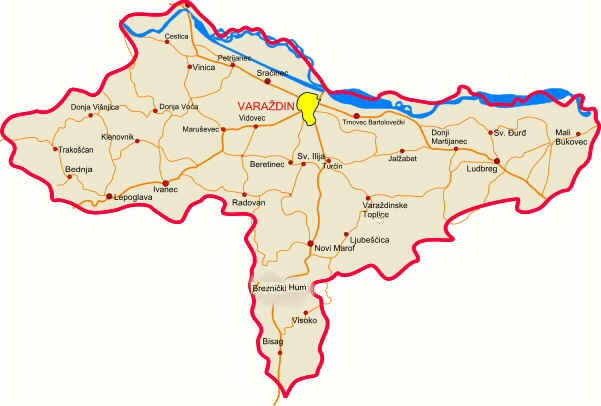 Cestica
Petrijanec
Vinica
Sračinec
VARAŽDIN
Donja Višnjica
Donja Voća
Vidovec
Trnovec Bartolovečki
Maruševec
Klenovnik
Donji
Martijanec
Sv. Đurđ
Mali
Bukovec
Trakošćan
Beretinec
Sv. Ilija
Turčin
Jalžabet
Bednja
Ludbreg
Ivanec
Lepoglava
Radovan
Varaždinske
Toplice
Ljubešćica
Novi Marof
Breznički Hum
Visoko
Bisag